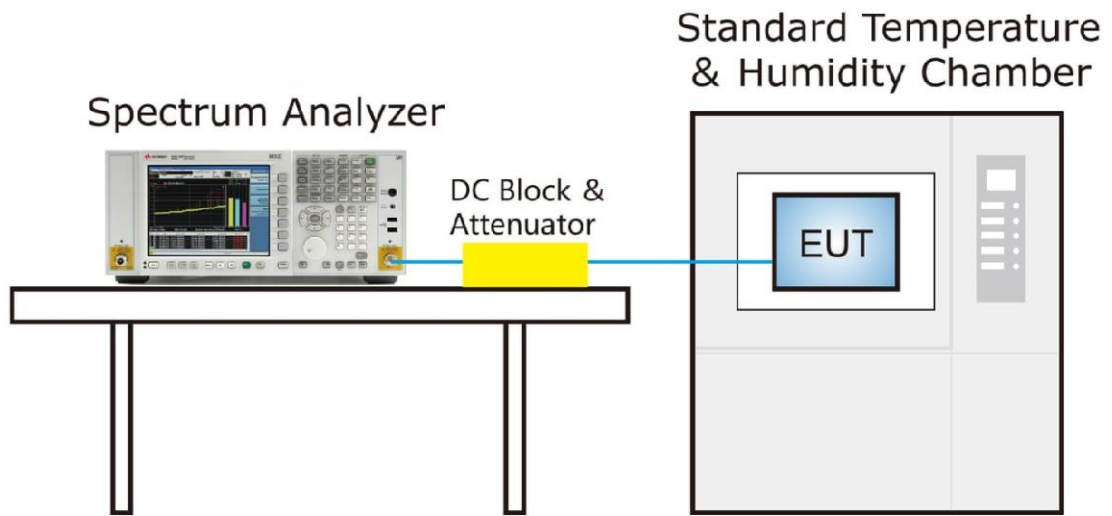 Standard Temperature
& Humidity Chamber
Spectrum Analyzer
DC Block &
Attenuator
EUT